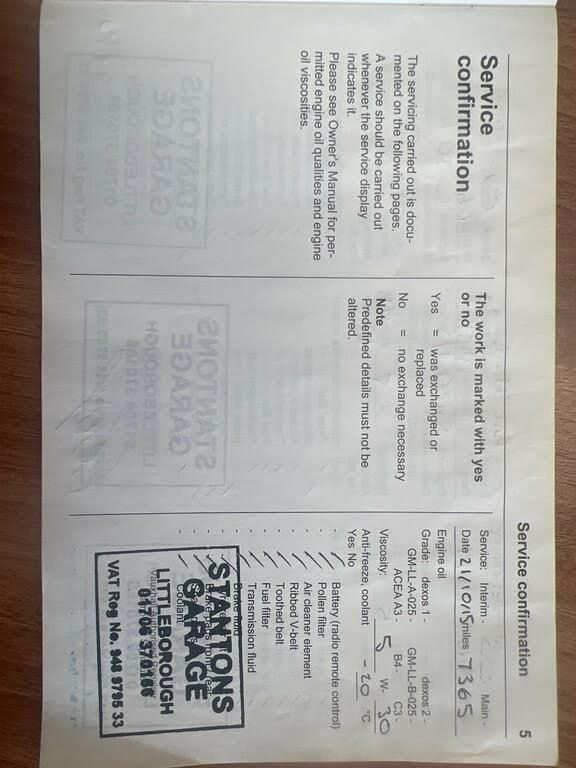 Service confirmation
5
Service
confirmation
The servicing carried out is docu-
mented on the following pages.
A service should be carried out
whenever the service display
indicates it.
Please see Owner's Manual for per-
mitted engine oil qualities and engine
oil viscosities.
The work is marked with yes
or no
Yes = was exchanged or
replaced
No = no exchange necessary
Note
Predefined details must not be
altered.
Service: Interim - Main -
Date 21/10/15 miles 7365
Engine oil
Grade: dexos 1 - dexos 2 -
GM-LL-A-025 - GM-LL-B-025 -
ACEA A3 - B4 - C3 -
Viscosity: 5 W- 30
Anti-freeze, coolant -20 °C
Yes No
- Battery (radio remote control)
- Pollen filter
- Air cleaner element
- Ribbed V-belt
- Toothed belt
- Fuel filter
- Transmission fluid
- Brake fluid
Coolant
STANTONS
GARAGE
LITTLEBOROUGH
01706 370186
VAT Reg No. 949 9795 33